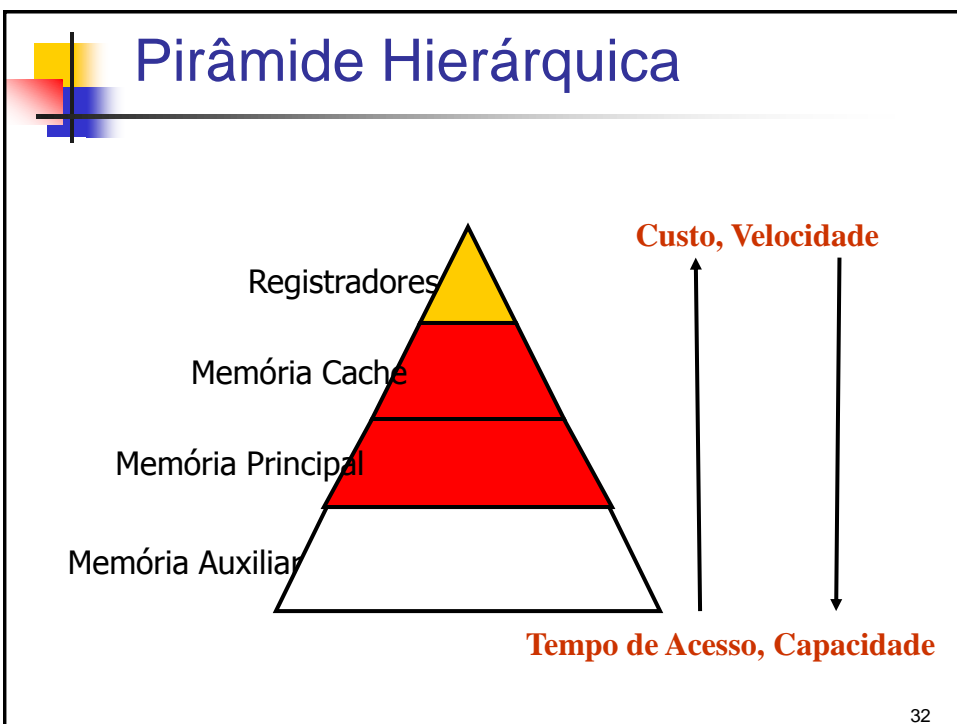 Pirâmide Hierárquica
Custo, Velocidade
Registradores
Memória Cache
Memória Principal
Memória Auxiliar
Tempo de Acesso, Capacidade
32